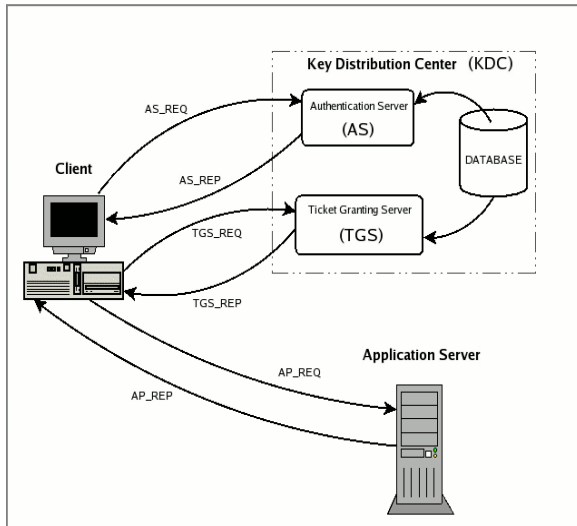 Key Distribution Center (KDC)
AS_REQ
Authentication Server
(AS)
DATABASE
Client
AS_REP
Ticket Granting Server
(TGS)
TGS_REQ
TGS_REP
Application Server
AP_REQ
AP_REP